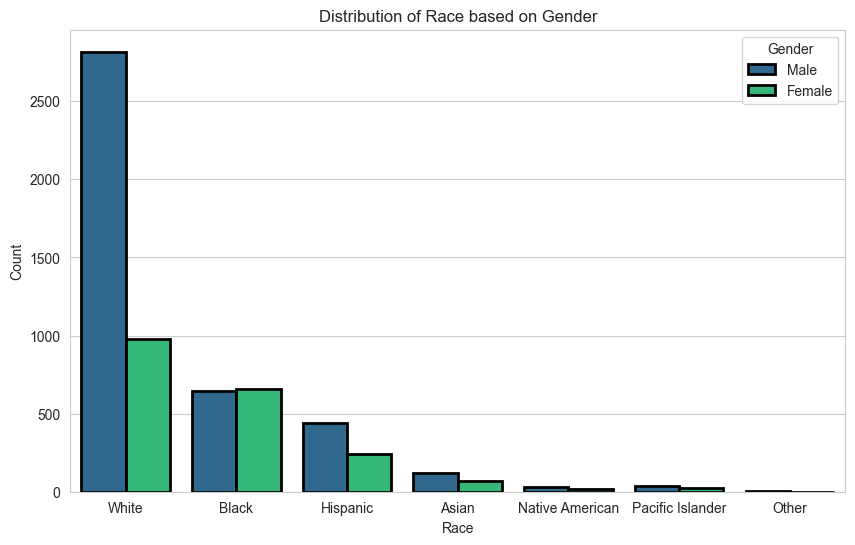 Distribution of Race based on Gender
Gender
Male
Female
Count
2500
2000
1500
1000
500
0
White Black Hispanic Asian Native American Pacific Islander Other
Race